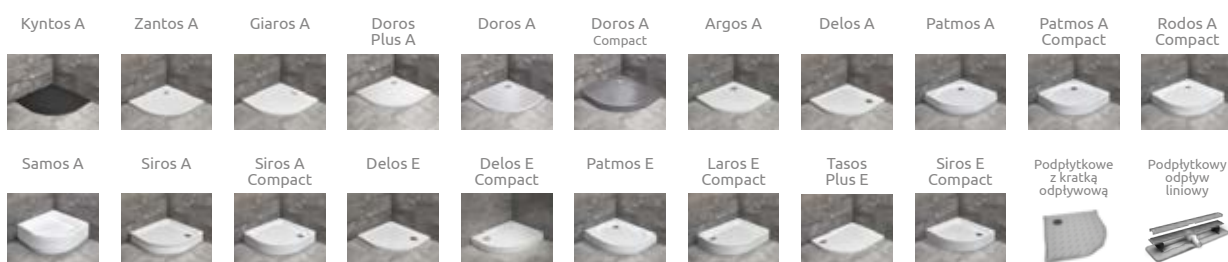 Kyntos A
Zantos A
Giaros A
Doros
Plus A
Doros A
Doros A
Compact
Argos A
Delos A
Patmos A
Patmos A
Compact
Rodos A
Compact
Samos A
Siros A
Siros A
Compact
Delos E
Delos E
Compact
Patmos E
Laros E
Compact
Tasos
Plus E
Siros E
Compact
Podpłytkowe
z kratką
odpływową
Podpłytkowy
odpływ
liniowy